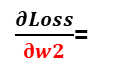 ∂Loss
∂w2 =